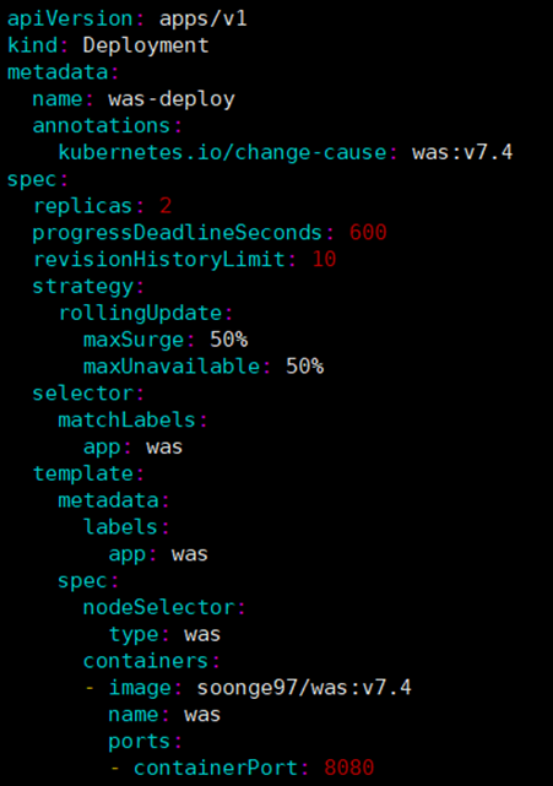 apiVersion: apps/v1
kind: Deployment
metadata:
  name: was-deploy
  annotations:
    kubernetes.io/change-cause: was:v7.4
spec:
  replicas: 2
  progressDeadlineSeconds: 600
  revisionHistoryLimit: 10
  strategy:
    rollingUpdate:
      maxSurge: 50%
      maxUnavailable: 50%
  selector:
    matchLabels:
      app: was
  template:
    metadata:
      labels:
        app: was
    spec:
      nodeSelector:
        type: was
      containers:
      - image: soonge97/was:v7.4
        name: was
        ports:
        - containerPort: 8080